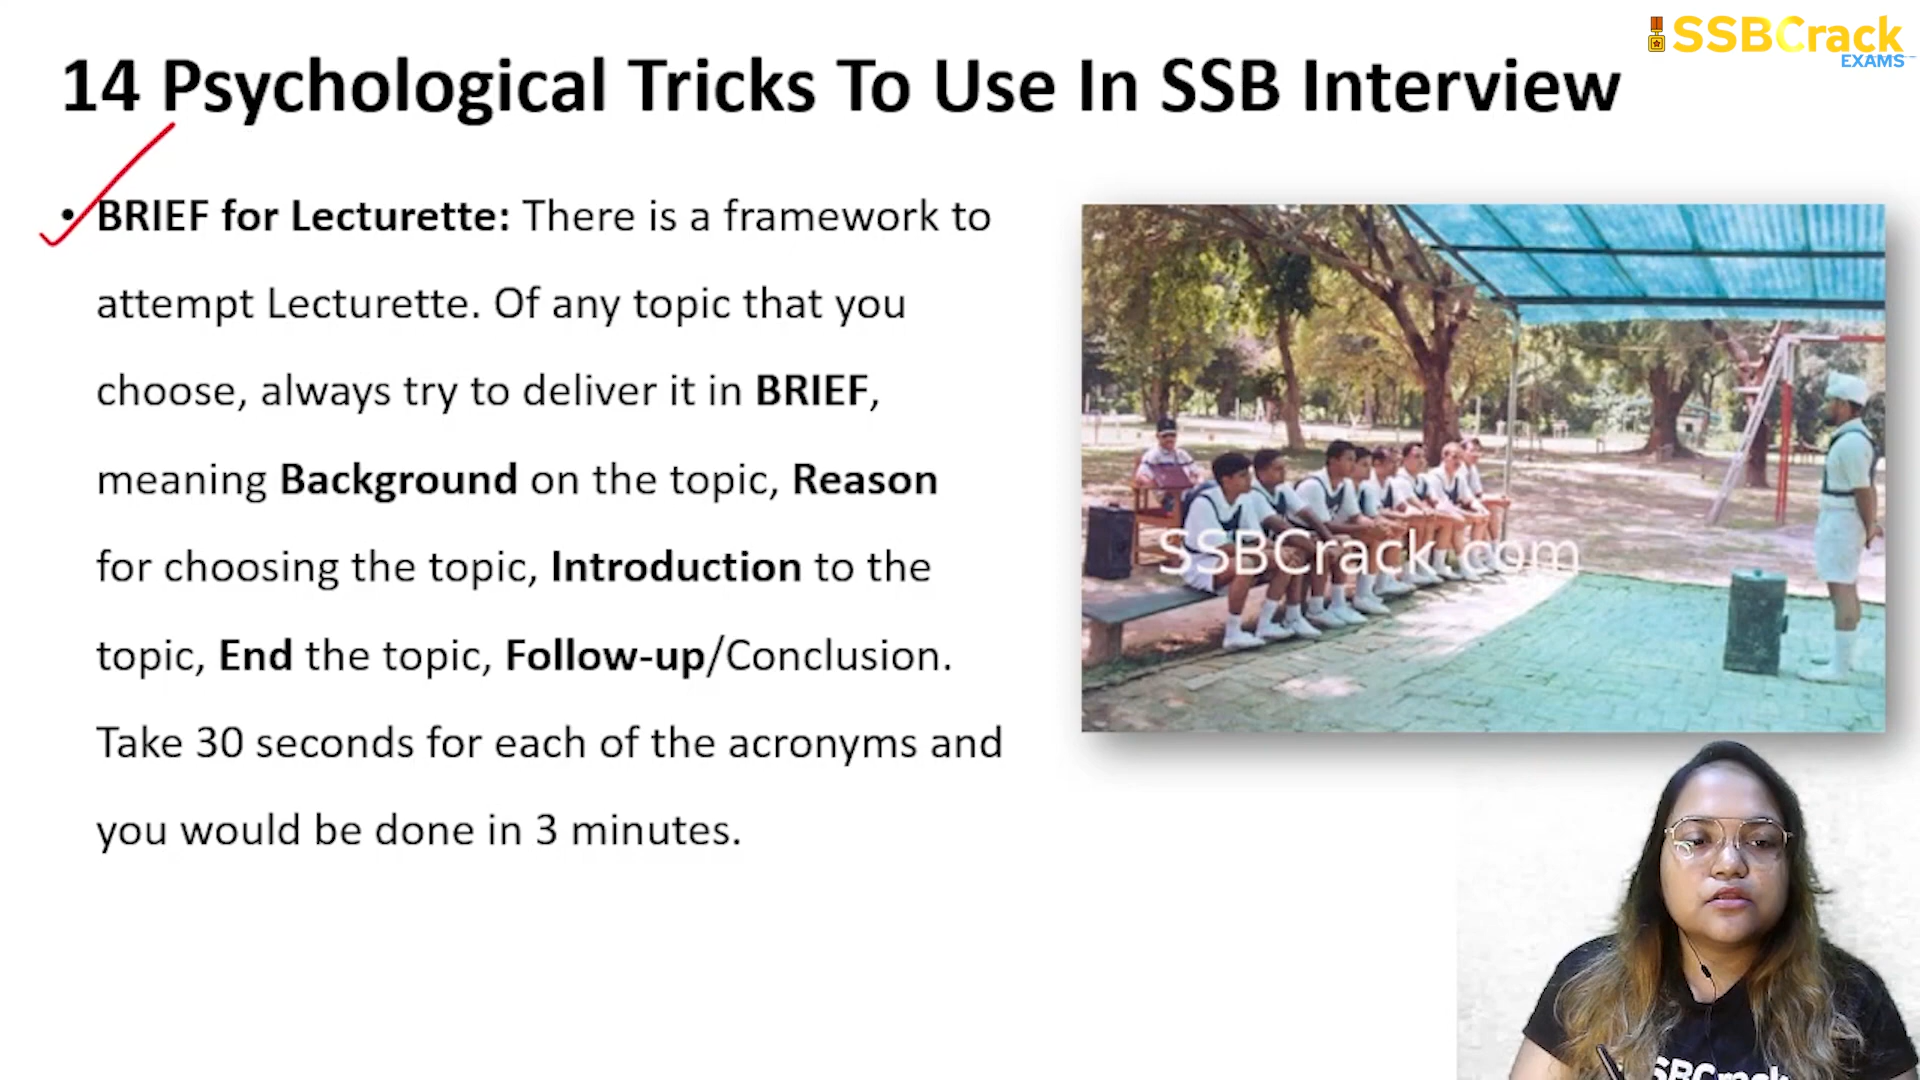 SSBCrack
EXAMS
14 Psychological Tricks To Use In SSB Interview
• BRIEF for Lecturette: There is a framework to
attempt Lecturette. Of any topic that you
choose, always try to deliver it in BRIEF,
meaning Background on the topic, Reason
for choosing the topic, Introduction to the
topic, End the topic, Follow-up/Conclusion.
Take 30 seconds for each of the acronyms and
you would be done in 3 minutes.
SSBCrack.com
SBCrack